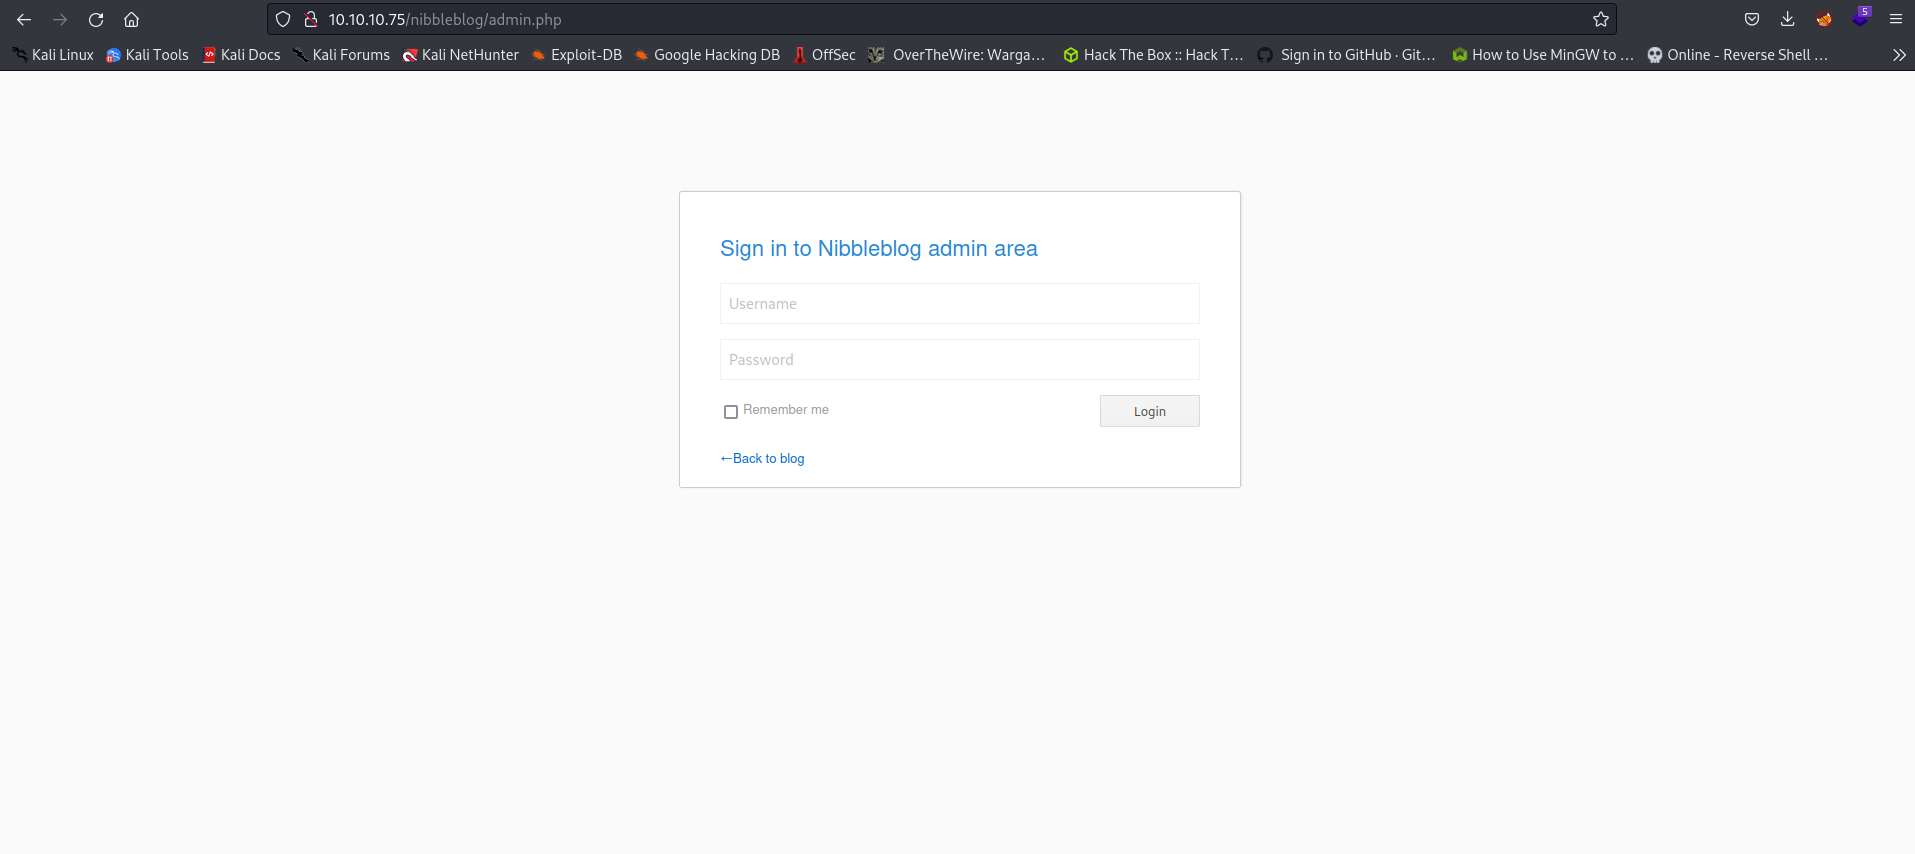 10.10.10.75/nibbleblog/admin.php
5
Kali Linux Kali Tools Kali Docs Kali Forums Kali NetHunter Exploit-DB Google Hacking DB OffSec OverTheWire: Warga… Hack The Box :: Hack T… Sign in to GitHub · Git… How to Use MinGW to … Online - Reverse Shell …
Sign in to Nibbleblog admin area
Username
Password
Remember me Login
←Back to blog